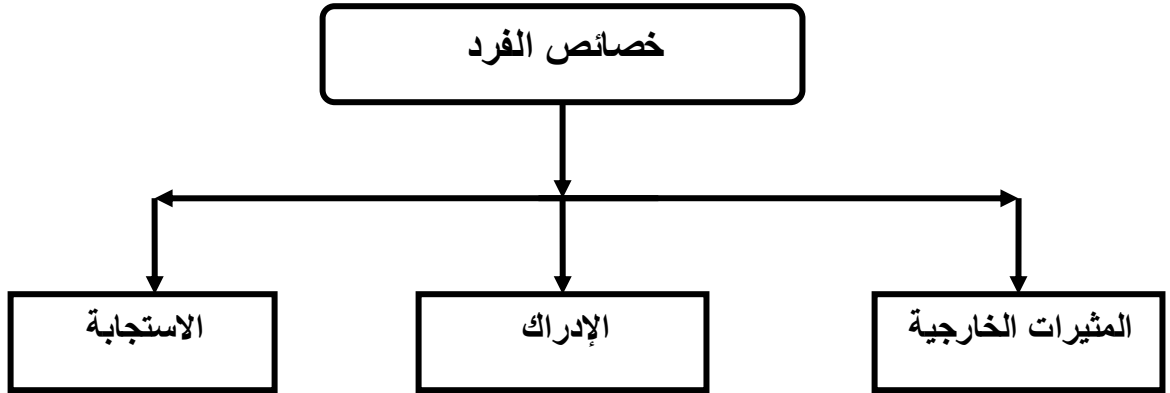 خصائص الفرد
المثيرات الخارجية
الإدراك
الاستجابة